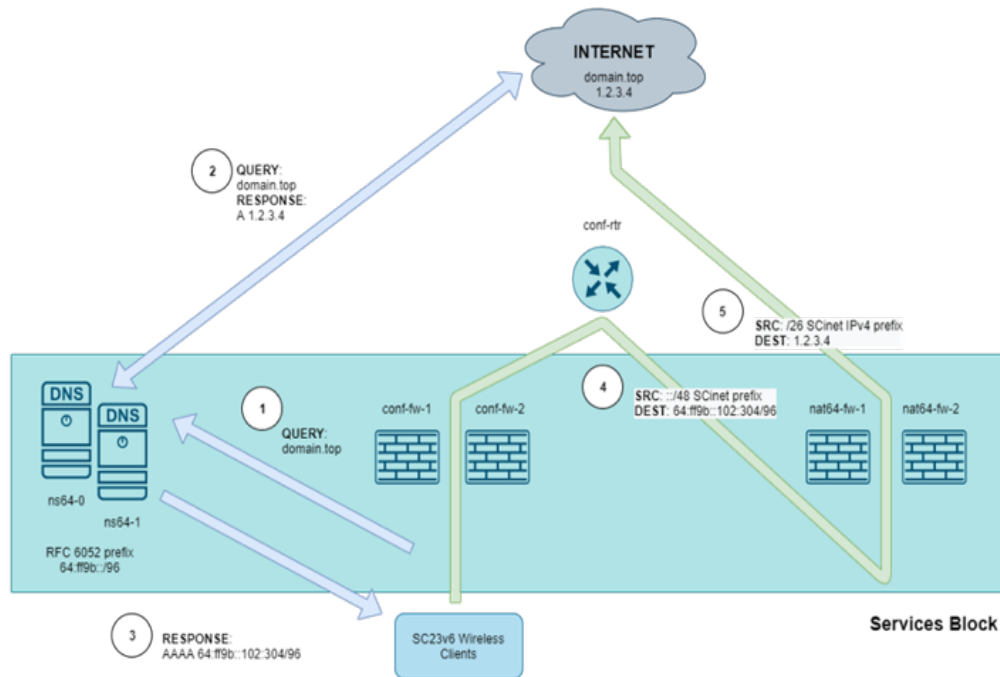 INTERNET
domain.top
1.2.3.4
2
QUERY:
domain.top
RESPONSE:
A 1.2.3.4
conf-rtr
5
SRC: /26 SCinet IPv4 prefix
DEST: 1.2.3.4
DNS
DNS
ns64-0
ns64-1
RFC 6052 prefix
64:ff9b::/96
1
QUERY:
domain.top
conf-fw-1
conf-fw-2
4
SRC: ::/48 SCinet prefix
DEST: 64:ff9b::102:304/96
nat64-fw-1
nat64-fw-2
3
RESPONSE:
AAAA 64:ff9b::102:304/96
SC23v6 Wireless
Clients
Services Block